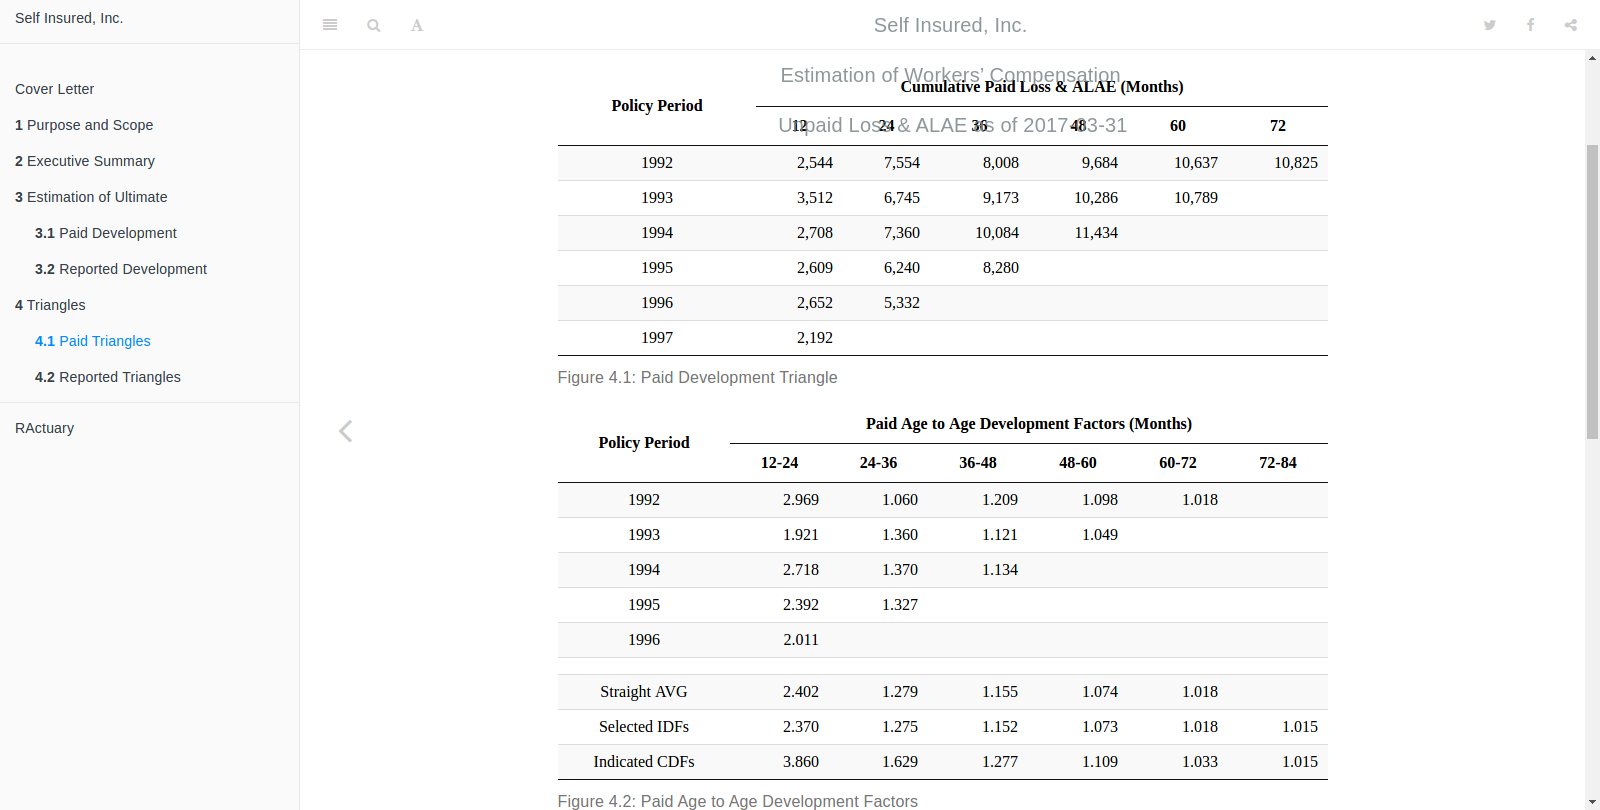 Self Insured, Inc.
Cover Letter
1 Purpose and Scope
2 Executive Summary
3 Estimation of Ultimate
3.1 Paid Development
3.2 Reported Development
4 Triangles
4.1 Paid Triangles
4.2 Reported Triangles
RActuary
A
Self Insured, Inc.
Estimation of Workers’ Compensation
Unpaid Loss & ALAE as of 2017-03-31
Cumulative Paid Loss & ALAE (Months)
Policy Period
12 24 36 48 60 72
1992 2,544 7,554 8,008 9,684 10,637 10,825
1993 3,512 6,745 9,173 10,286 10,789
1994 2,708 7,360 10,084 11,434
1995 2,609 6,240 8,280
1996 2,652 5,332
1997 2,192
Figure 4.1: Paid Development Triangle
Paid Age to Age Development Factors (Months)
Policy Period
12-24 24-36 36-48 48-60 60-72 72-84
1992 2.969 1.060 1.209 1.098 1.018
1993 1.921 1.360 1.121 1.049
1994 2.718 1.370 1.134
1995 2.392 1.327
1996 2.011
Straight AVG 2.402 1.279 1.155 1.074 1.018
Selected IDFs 2.370 1.275 1.152 1.073 1.018 1.015
Indicated CDFs 3.860 1.629 1.277 1.109 1.033 1.015
Figure 4.2: Paid Age to Age Development Factors